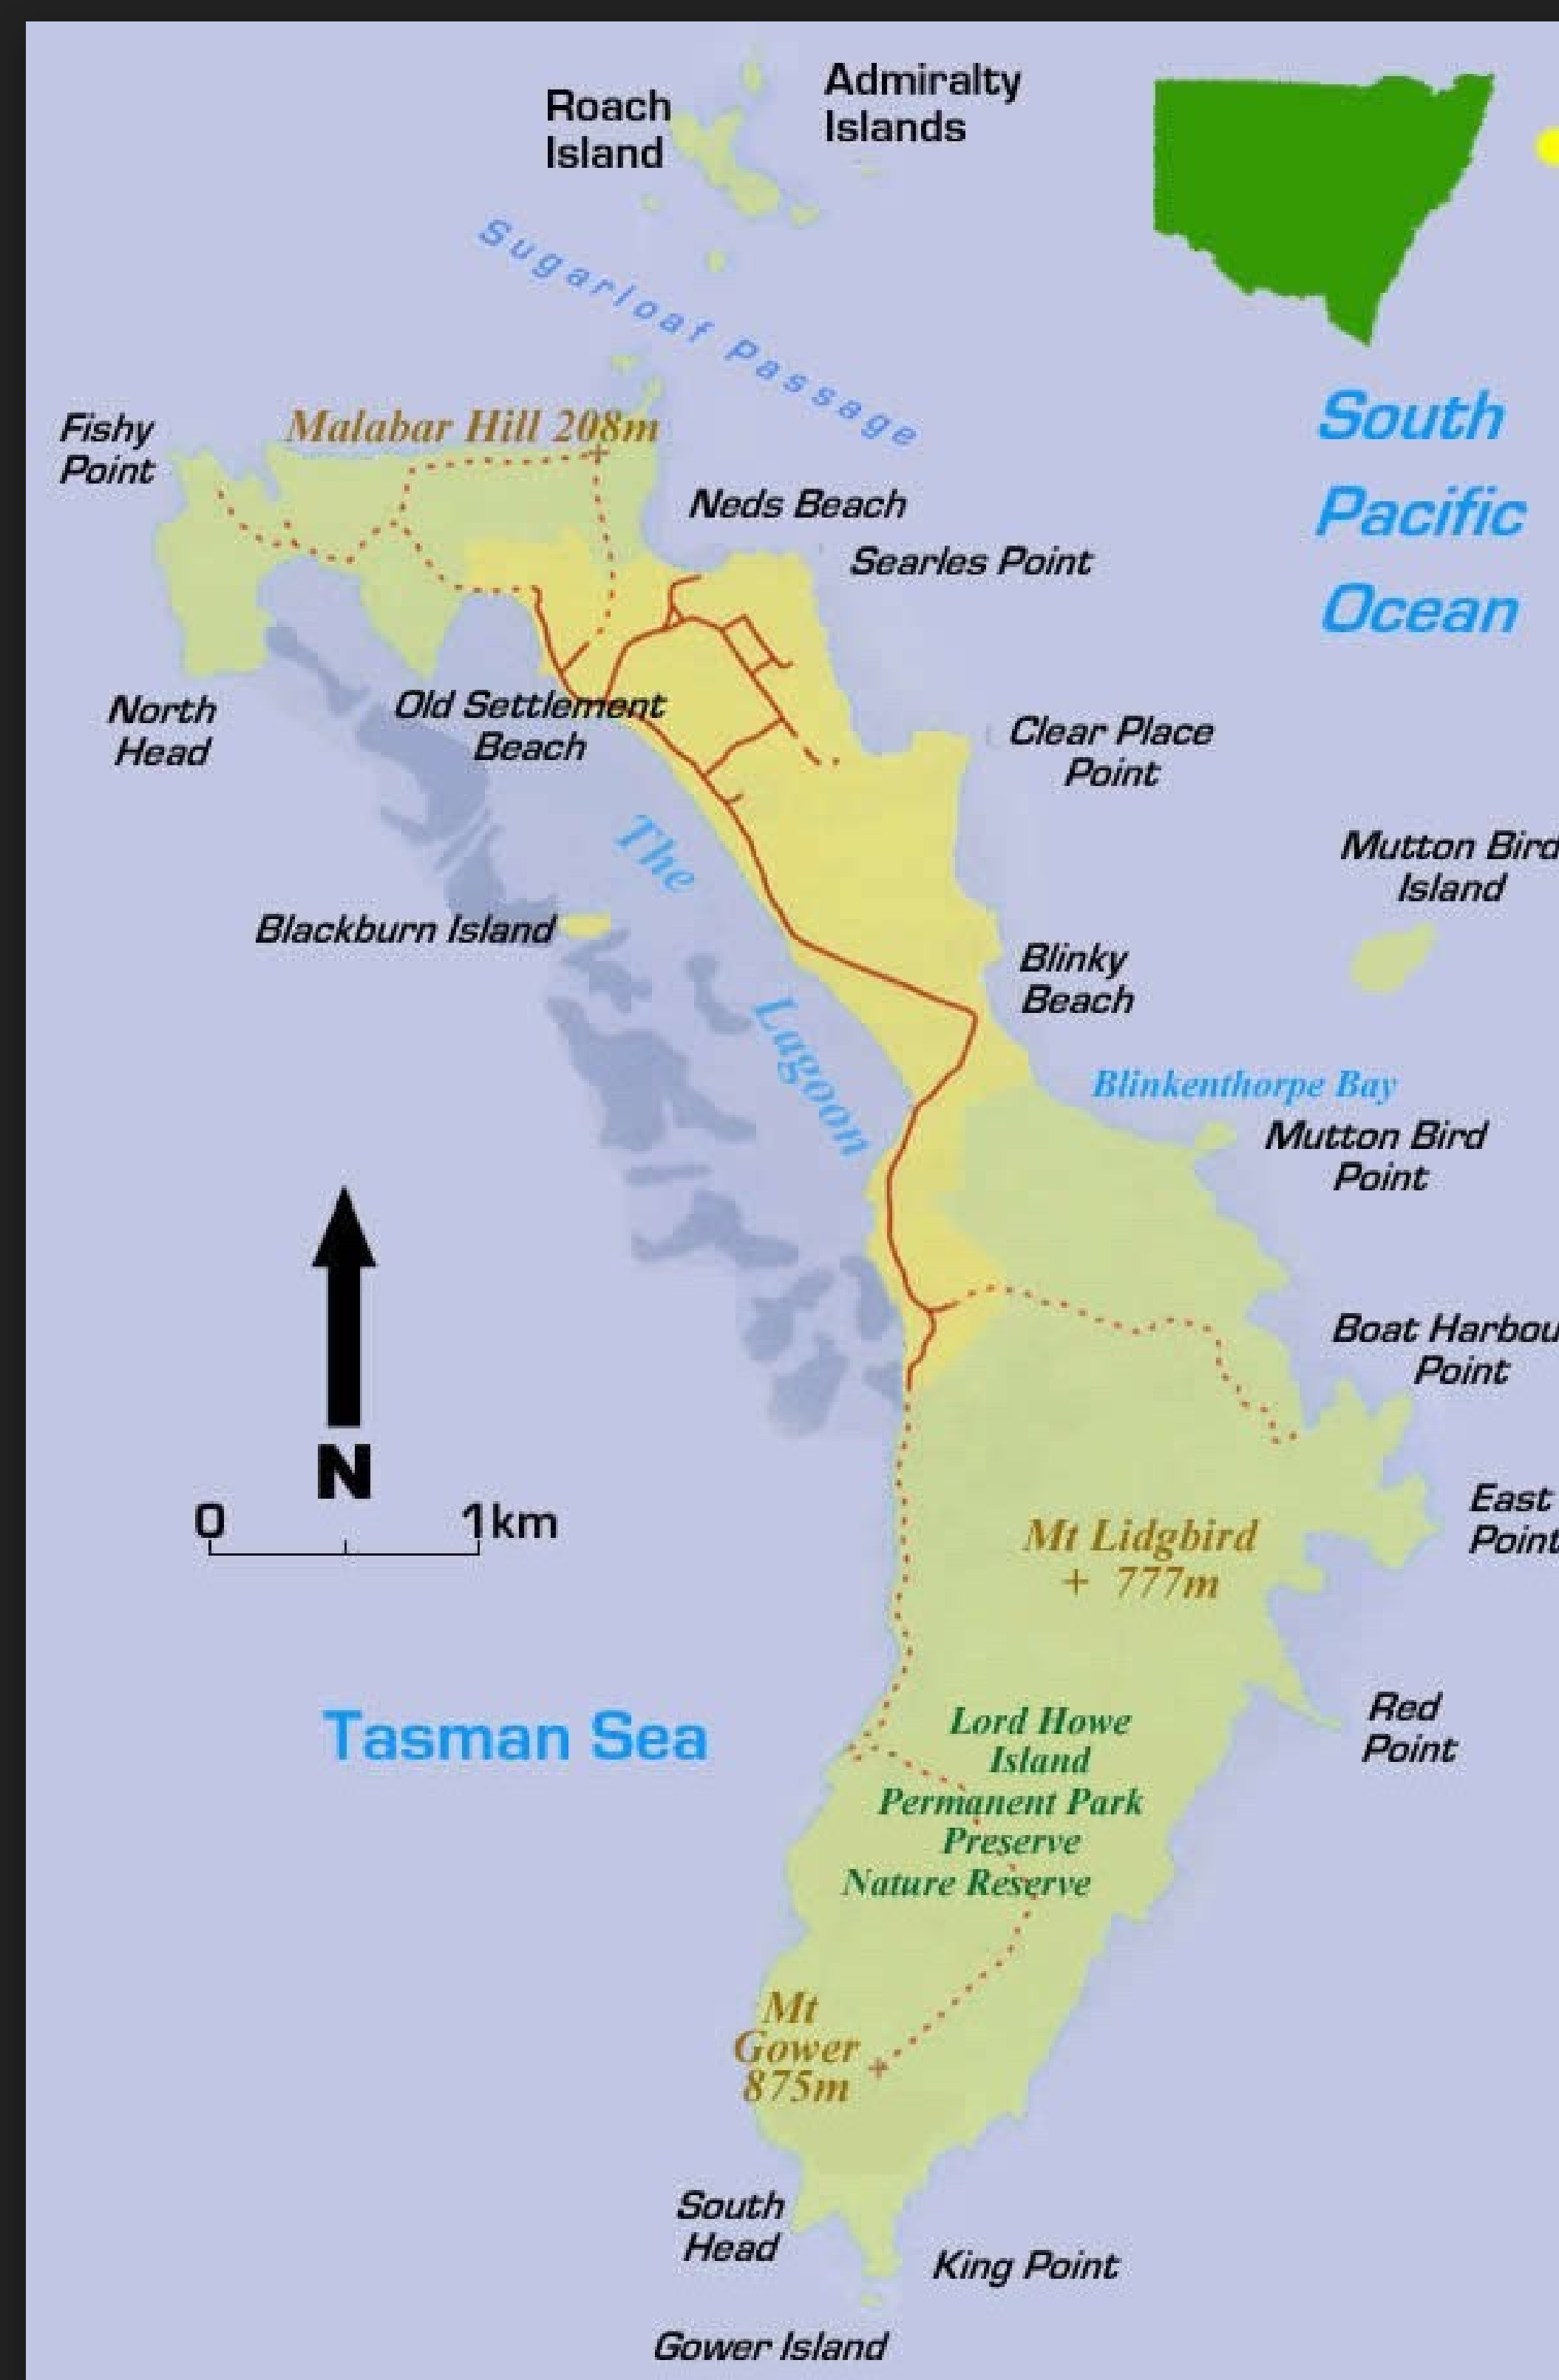 Admiralty
Islands
Roach
Island
Sugarloaf Passage
South
Pacific
Ocean
Malabar Hill 208m
Fishy
Point
Neds Beach
Searles Point
North
Head
Old Settlement
Beach
Clear Place
Point
The
Lagoon
Mutton Bird
Island
Blackburn Island
Blinky
Beach
Blinkenthorpe Bay
Mutton Bird
Point
Boat Harbou
Point
N
0 1km
East
Point
Mt Lidgbird
+ 777m
Red
Point
Tasman Sea
Lord Howe
Island
Permanent Park
Preserve
Nature Reserve
Mt
Gower
875m
South
Head
King Point
Gower Island